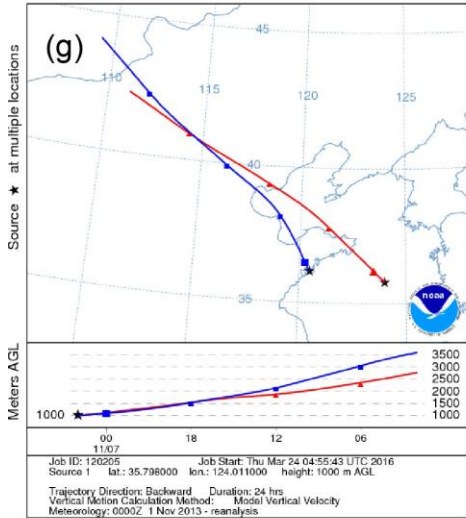 (g)
45
110
115
120
125
40
35
Source ★ at multiple locations
noaa
Meters AGL
3500
3000
2500
2000
1500
1000
1000
00 18 12 06
11/07
Job ID: 120205 Job Start: Thu Mar 24 04:55:43 UTC 2016
Source 1 lat.: 35.798000 lon.: 124.011000 height: 1000 m AGL
Trajectory Direction: Backward Duration: 24 hrs
Vertical Motion Calculation Method: Model Vertical Velocity
Meteorology: 0000Z 1 Nov 2013 - reanalysis